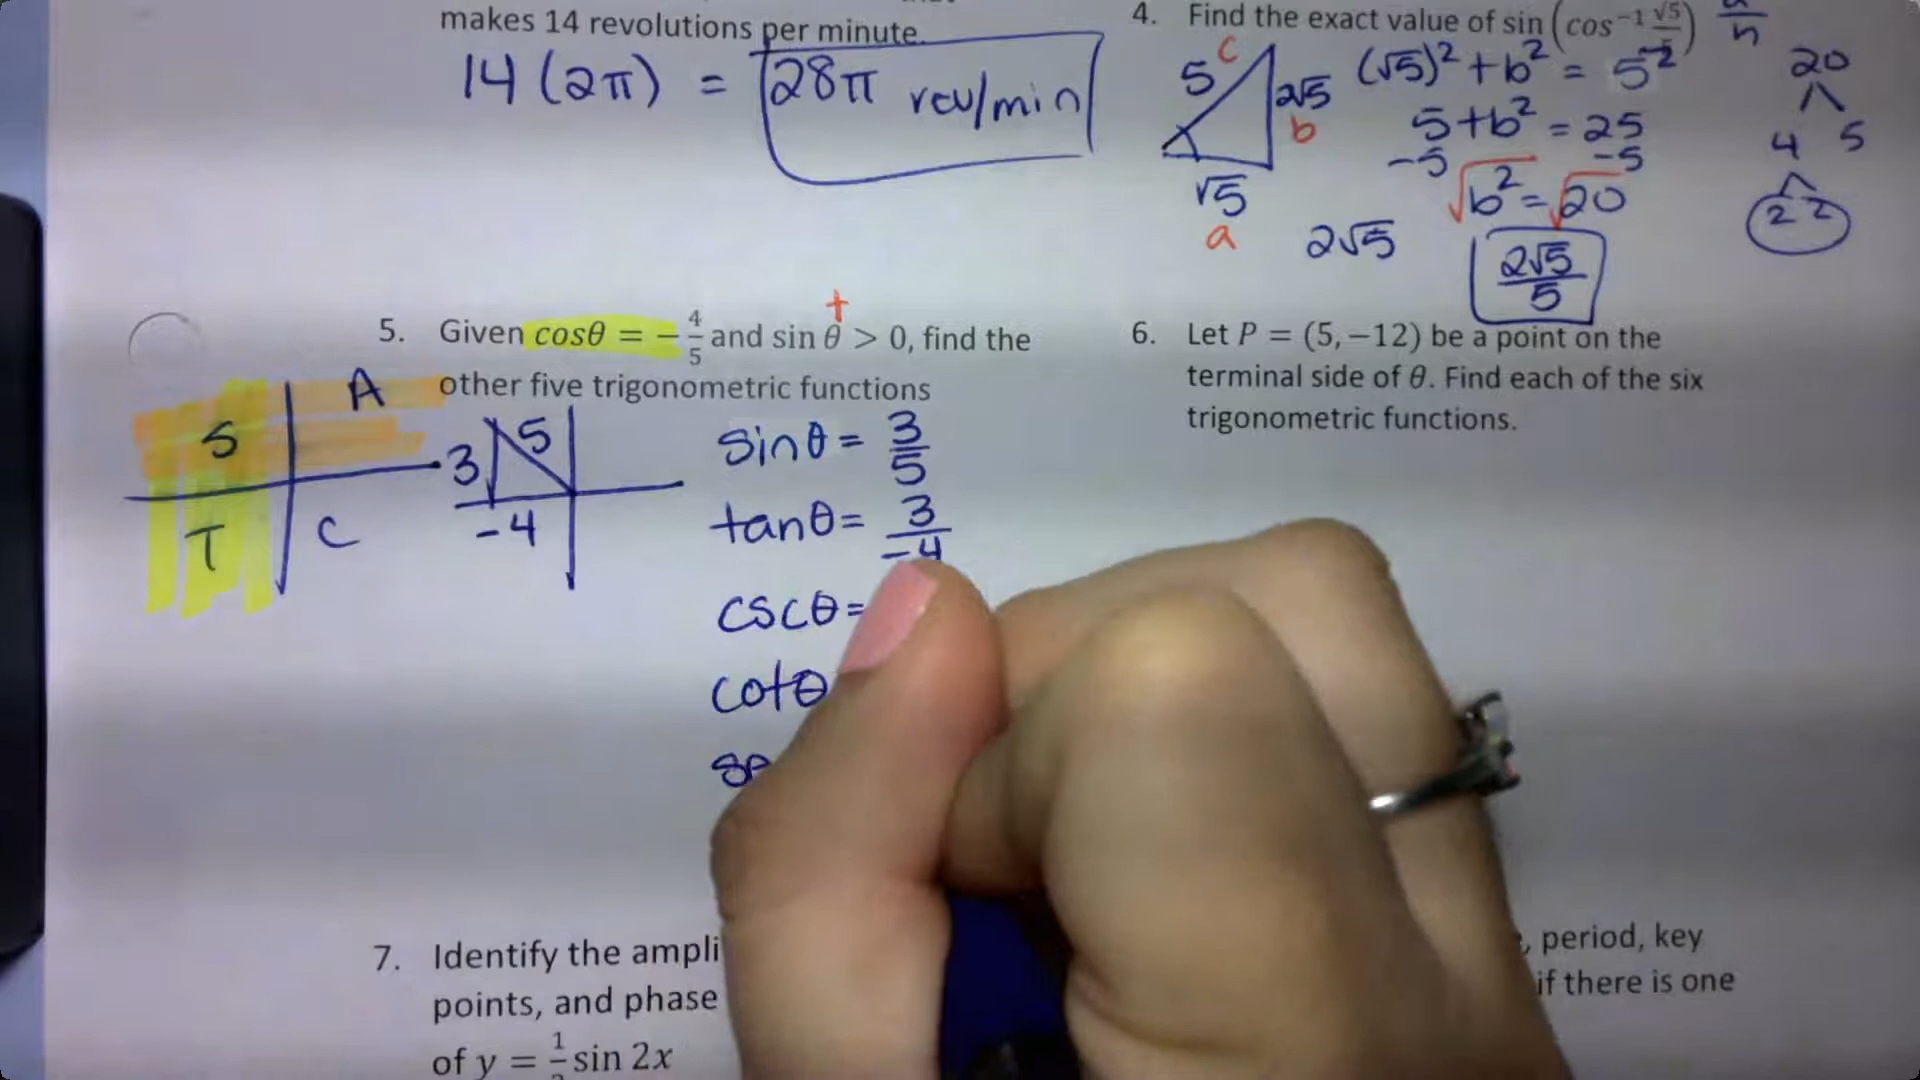 makes 14 revolutions per minute.
14 (2π) = 28π rev/min
4. Find the exact value of sin (cos⁻¹ √5/5)
5 c
2√5
b
√5
a
(√5)² + b² = 5²
5 + b² = 25
-5 -5
√b² = √20
2√5
2√5/5
20
4 5
2 2
5. Given cosθ = − 4/5 and sin θ > 0, find the
+
other five trigonometric functions
S A
T C
3 5
-4
sinθ = 3/5
tanθ = 3/-4
cscθ =
cotθ
6. Let P = (5, −12) be a point on the
terminal side of θ. Find each of the six
trigonometric functions.
7. Identify the ampli
points, and phase
of y = sin 2x
, period, key
if there is one